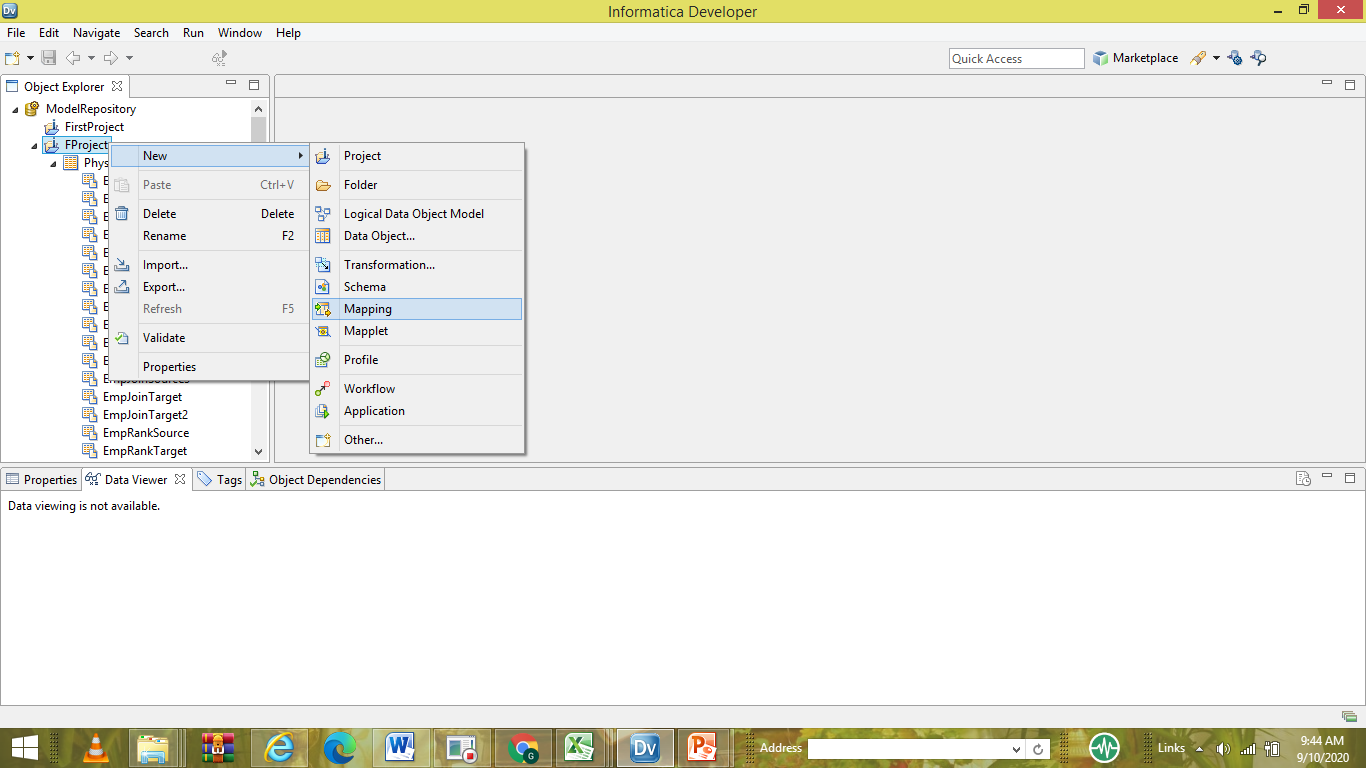 Informatica Developer
File Edit Navigate Search Run Window Help
Quick Access
Marketplace
Object Explorer
ModelRepository
FirstProject
FProject
Phys
E
E
E
E
E
E
E
E
E
E
E
EmpJoinSources
EmpJoinTarget
EmpJoinTarget2
EmpRankSource
EmpRankTarget
New
Paste Ctrl+V
Delete Delete
Rename F2
Import...
Export...
Refresh F5
Validate
Properties
Project
Folder
Logical Data Object Model
Data Object...
Transformation...
Schema
Mapping
Mapplet
Profile
Workflow
Application
Other...
Properties Data Viewer Tags Object Dependencies
Data viewing is not available.
Address
Links
9:44 AM
9/10/2020